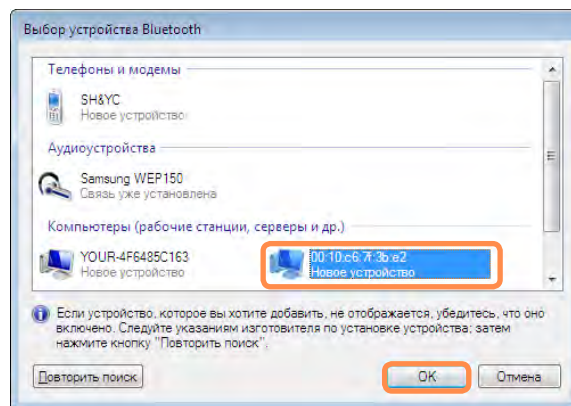 Выбор устройства Bluetooth
Телефоны и модемы
SH&YC
Новое устройство
Аудиоустройства
Samsung WEP150
Связь уже установлена
Компьютеры (рабочие станции, серверы и др.)
YOUR-4F6485C163
Новое устройство
00:10:c6:7f:3b:e2
Новое устройство
Если устройство, которое вы хотите добавить, не отображается, убедитесь, что оно
включено. Следуйте указаниям изготовителя по установке устройства; затем
нажмите кнопку "Повторить поиск".
Повторить поиск
OK
Отмена